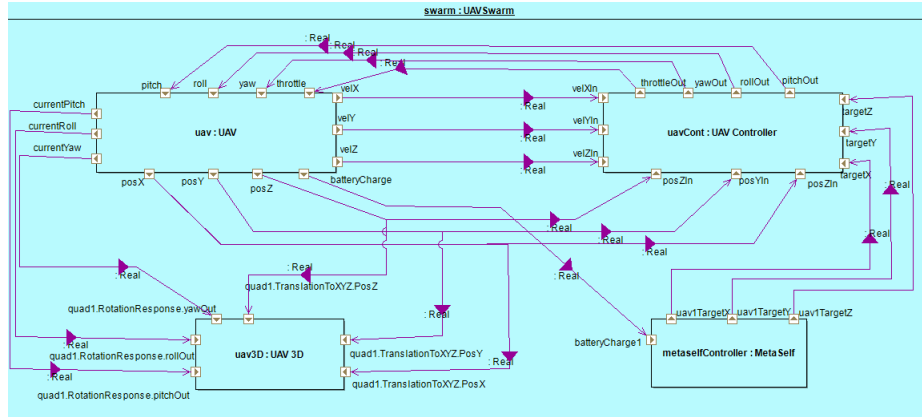 swarm : UAVSwarm
: Real
: Real
: Real
: Real
pitch
roll
yaw
throttle
velX
velXIn
throttleOut
yawOut
rollOut
pitchOut
currentPitch
currentRoll
currentYaw
uav : UAV
velY
velZ
: Real
: Real
: Real
velYIn
velZIn
uavCont : UAV Controller
targetZ
targetY
targetX
posX
posY
posZ
batteryCharge
posZIn
posYIn
posZIn
: Real
: Real
: Real
: Real
: Real
: Real
: Real
: Real
: Real
quad1.TranslationToXYZ.PosZ
quad1.RotationResponse.yawOut
: Real
uav1TargetX
uav1TargetY
uav1TargetZ
: Real
quad1.RotationResponse.rollOut
uav3D : UAV 3D
quad1.TranslationToXYZ.PosY
batteryCharge1
metaselfController : MetaSelf
: Real
quad1.RotationResponse.pitchOut
: Real
quad1.TranslationToXYZ.PosX